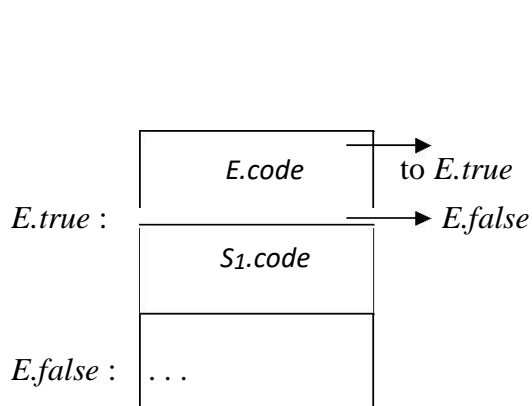 E.code
to E.true
E.true :
E.false
S1.code
E.false :
. . .